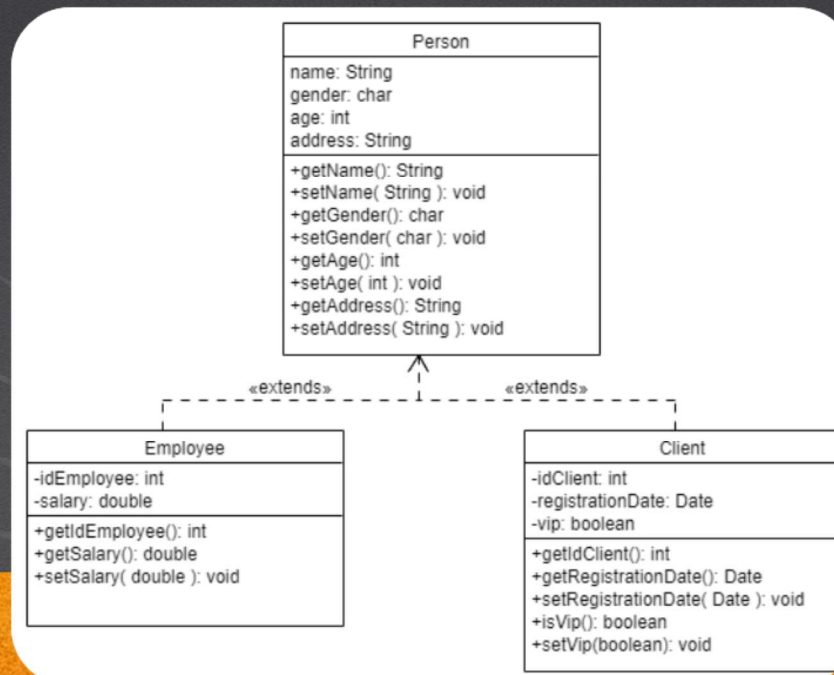 Person
name: String
gender: char
age: int
address: String
+getName(): String
+setName( String ): void
+getGender(): char
+setGender( char ): void
+getAge(): int
+setAge( int ): void
+getAddress(): String
+setAddress( String ): void
«extends»
«extends»
Employee
-idEmployee: int
-salary: double
+getIdEmployee(): int
+getSalary(): double
+setSalary( double ): void
Client
-idClient: int
-registrationDate: Date
-vip: boolean
+getIdClient(): int
+getRegistrationDate(): Date
+setRegistrationDate( Date ): void
+isVip(): boolean
+setVip(boolean): void